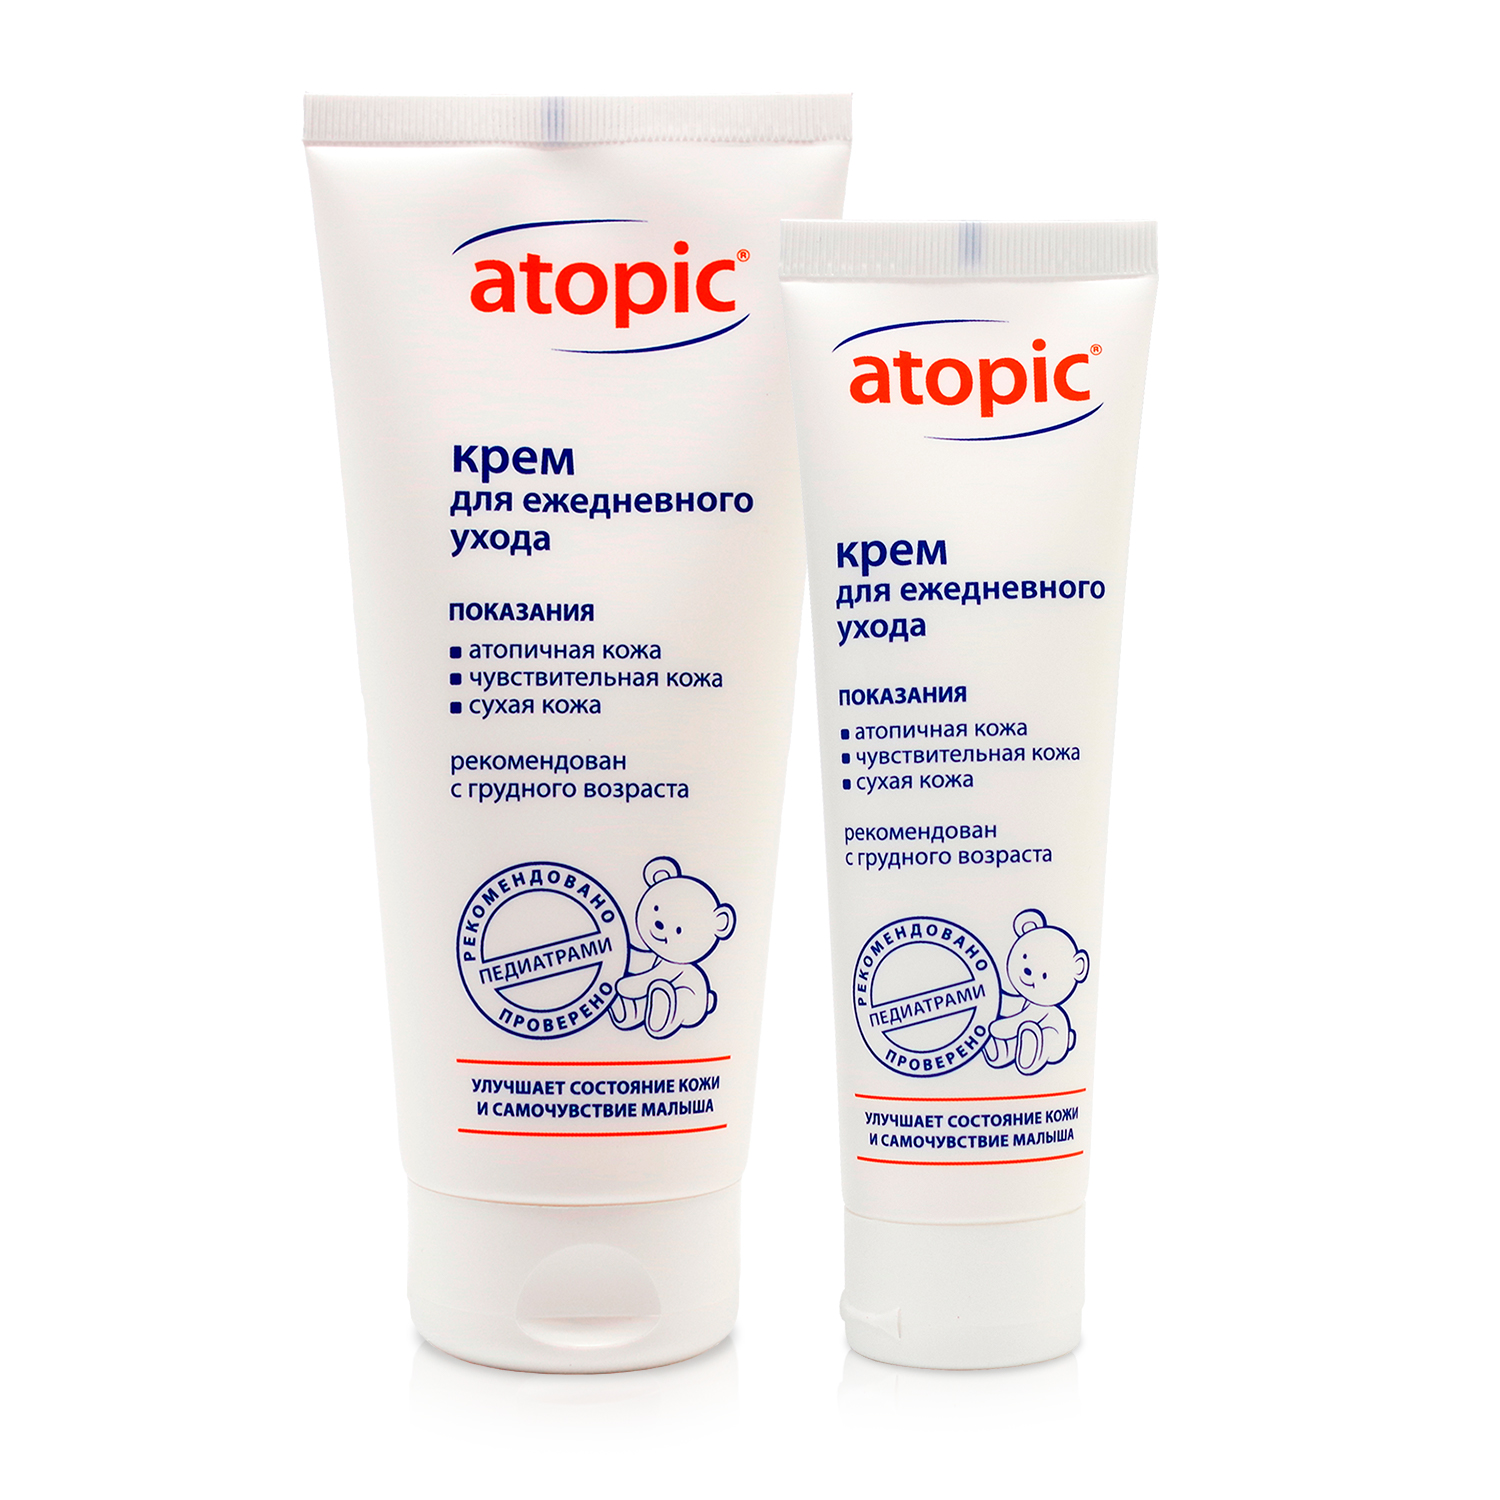 atopic®
крем
для ежедневного
ухода
ПОКАЗАНИЯ
▪ атопичная кожа
▪ чувствительная кожа
▪ сухая кожа
рекомендован
с грудного возраста
РЕКОМЕНДОВАНО
ПЕДИАТРАМИ
ПРОВЕРЕНО
УЛУЧШАЕТ СОСТОЯНИЕ КОЖИ
И САМОЧУВСТВИЕ МАЛЫША
atopic®
крем
для ежедневного
ухода
ПОКАЗАНИЯ
▪ атопичная кожа
▪ чувствительная кожа
▪ сухая кожа
рекомендован
с грудного возраста
РЕКОМЕНДОВАНО
ПЕДИАТРАМИ
ПРОВЕРЕНО
УЛУЧШАЕТ СОСТОЯНИЕ КОЖИ
И САМОЧУВСТВИЕ МАЛЫША